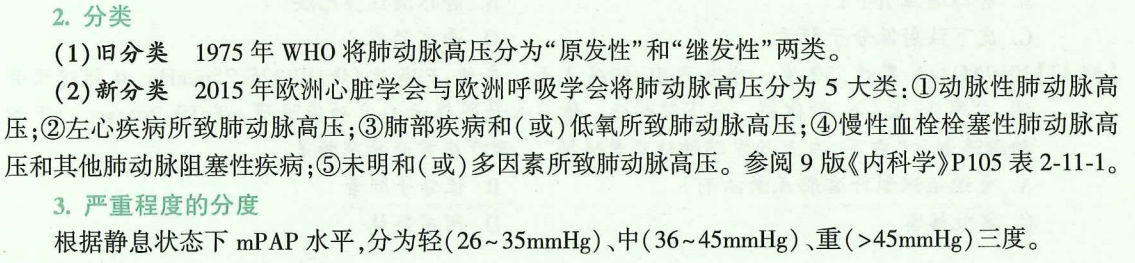 2. 分类
(1)旧分类 1975 年 WHO 将肺动脉高压分为“原发性”和“继发性”两类。
(2)新分类 2015 年欧洲心脏学会与欧洲呼吸学会将肺动脉高压分为 5 大类:①动脉性肺动脉高
压;②左心疾病所致肺动脉高压;③肺部疾病和(或)低氧所致肺动脉高压;④慢性血栓栓塞性肺动脉高
压和其他肺动脉阻塞性疾病;⑤未明和(或)多因素所致肺动脉高压。参阅 9 版《内科学》P105 表 2-11-1。
3. 严重程度的分度
根据静息状态下 mPAP 水平,分为轻(26~35mmHg)、中(36~45mmHg)、重(>45mmHg)三度。